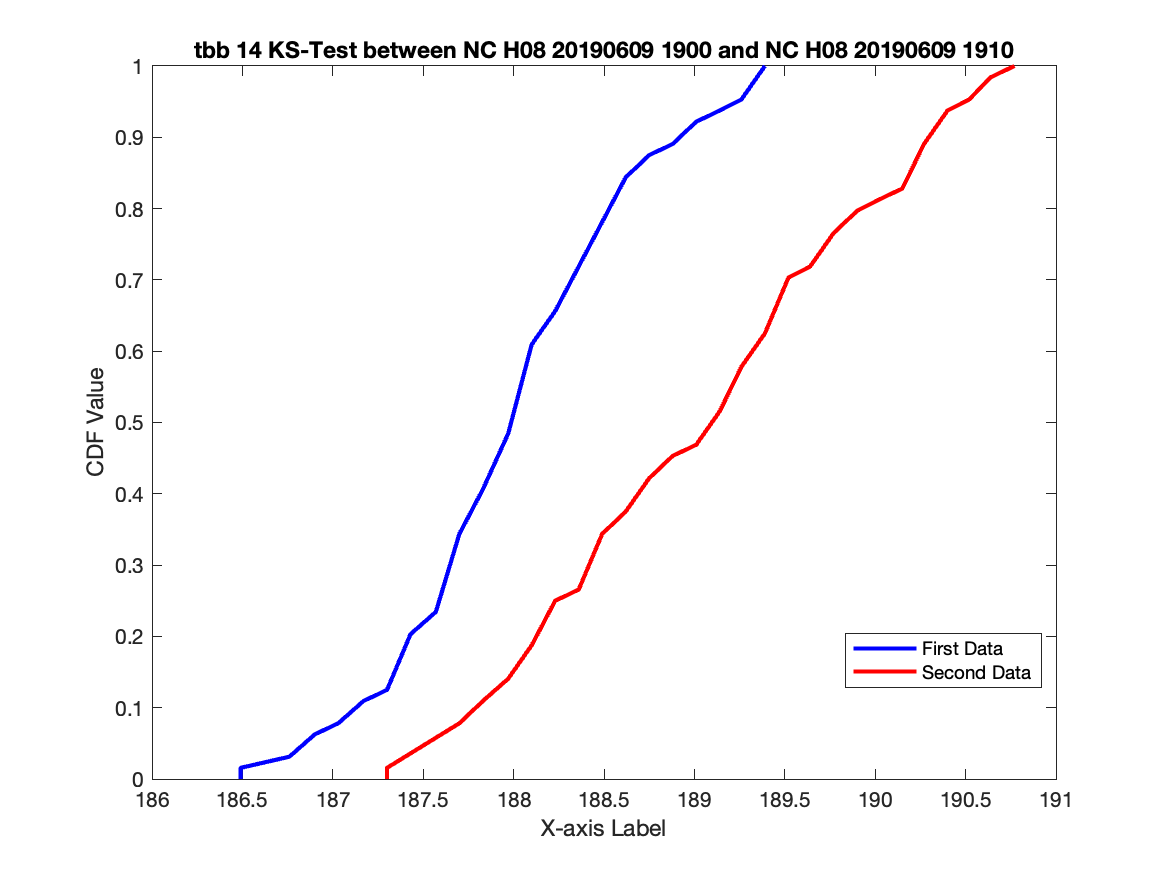 tbb 14 KS-Test between NC H08 20190609 1900 and NC H08 20190609 1910
1
0.9
0.8
0.7
0.6
0.5
0.4
0.3
0.2
0.1
0
CDF Value
First Data
Second Data
186 186.5 187 187.5 188 188.5 189 189.5 190 190.5 191
X-axis Label